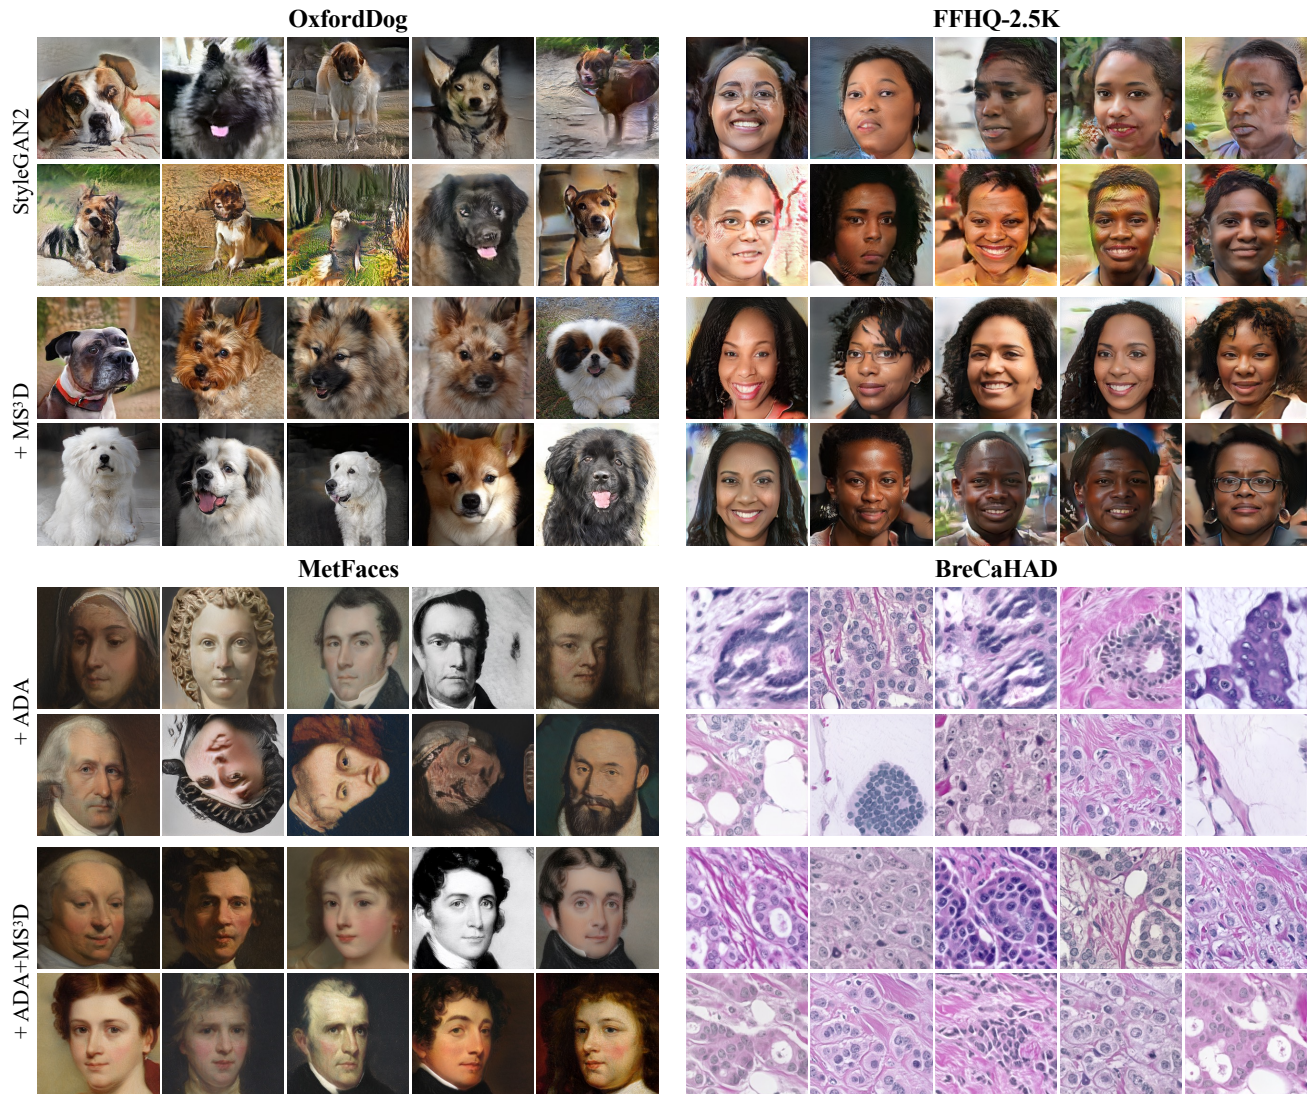 OxfordDog
FFHQ-2.5K
StyleGAN2
+ MS³D
MetFaces
BreCaHAD
+ ADA
+ ADA+MS³D